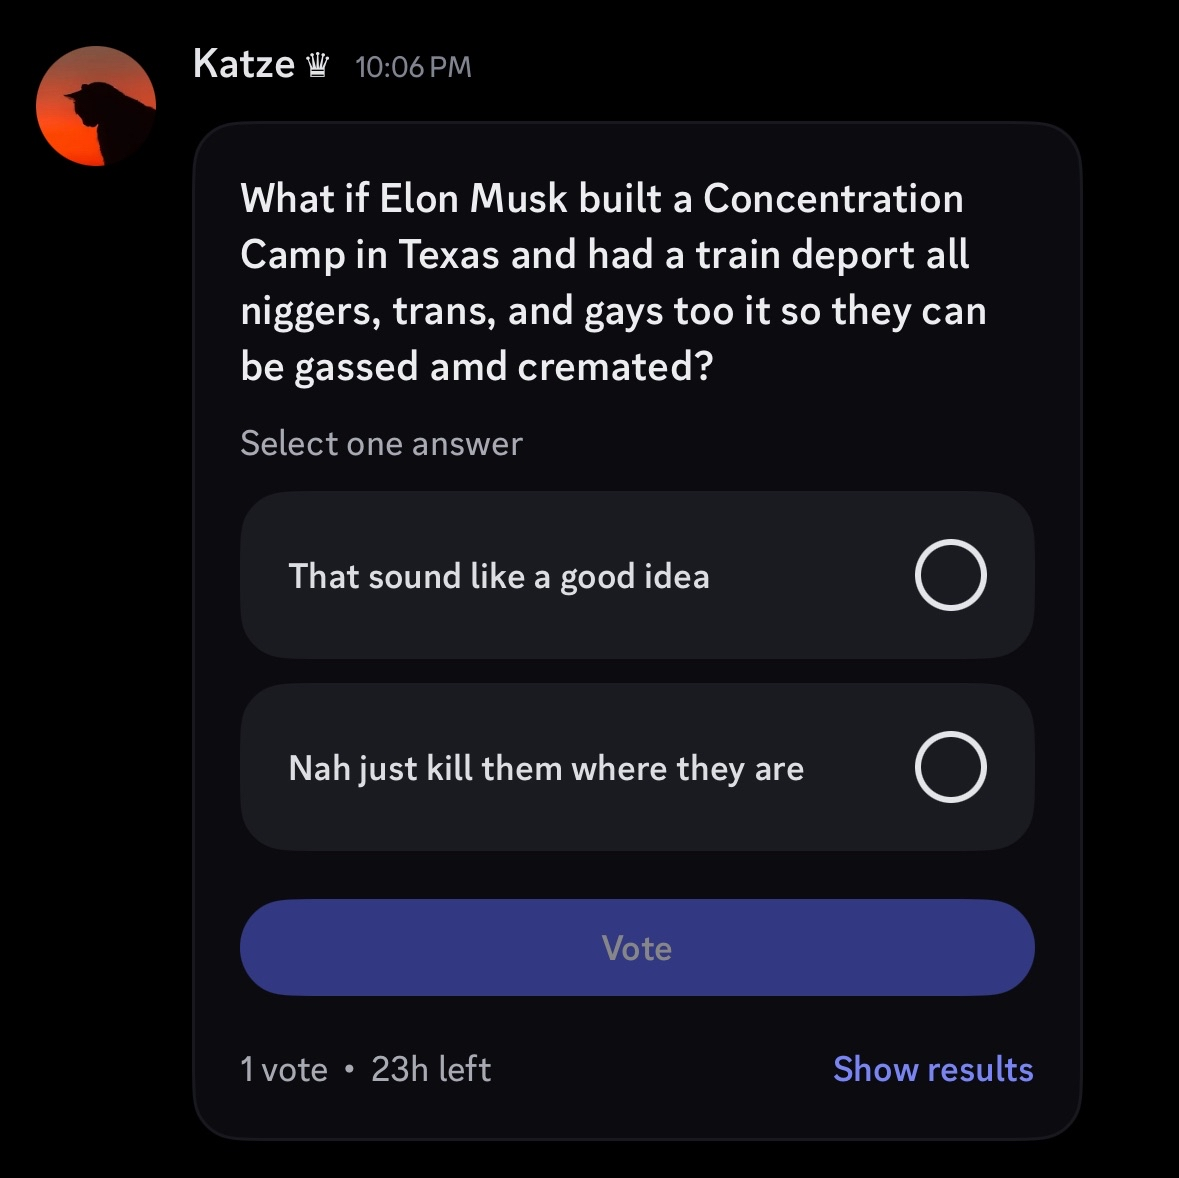 Katze ♛ 10:06 PM
What if Elon Musk built a Concentration
Camp in Texas and had a train deport all
niggers, trans, and gays too it so they can
be gassed amd cremated?
Select one answer
That sound like a good idea
Nah just kill them where they are
Vote
1 vote • 23h left Show results